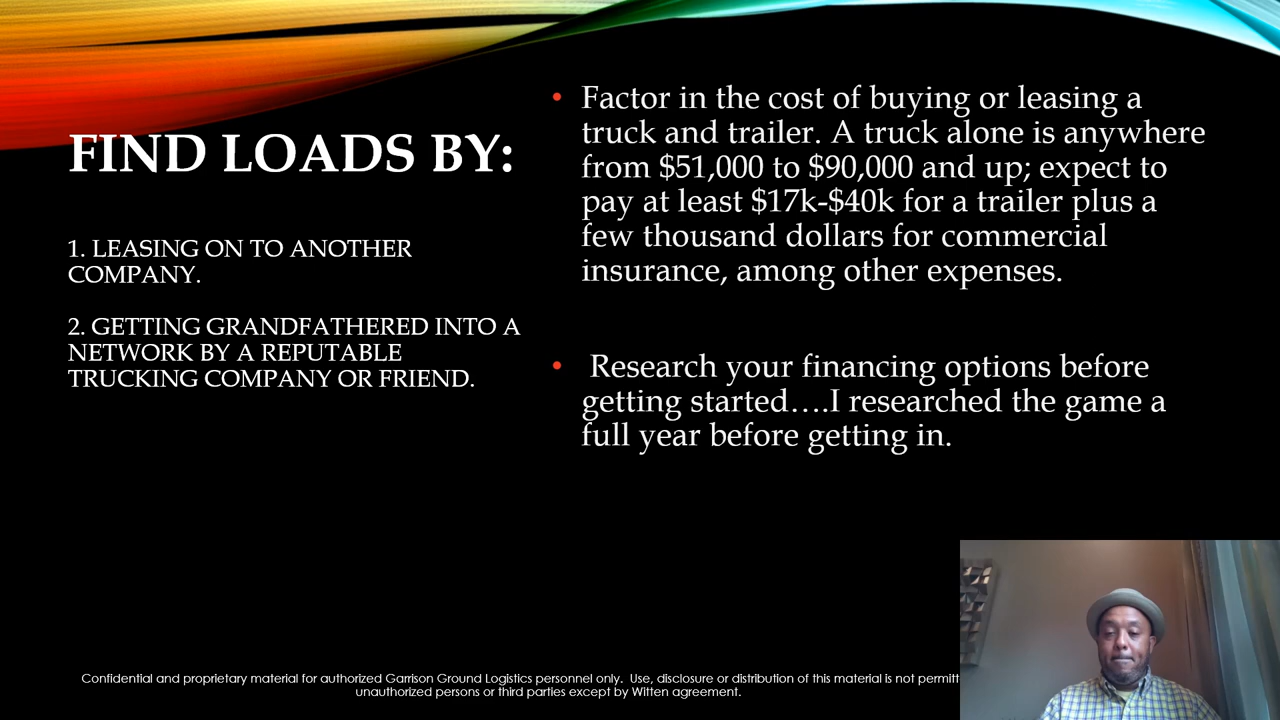 FIND LOADS BY:
1. LEASING ON TO ANOTHER
COMPANY.
2. GETTING GRANDFATHERED INTO A
NETWORK BY A REPUTABLE
TRUCKING COMPANY OR FRIEND.
• Factor in the cost of buying or leasing a
truck and trailer. A truck alone is anywhere
from $51,000 to $90,000 and up; expect to
pay at least $17k-$40k for a trailer plus a
few thousand dollars for commercial
insurance, among other expenses.
• Research your financing options before
getting started….I researched the game a
full year before getting in.
Confidential and proprietary material for authorized Garrison Ground Logistics personnel only. Use, disclosure or distribution of this material is not permitt
unauthorized persons or third parties except by Witten agreement.